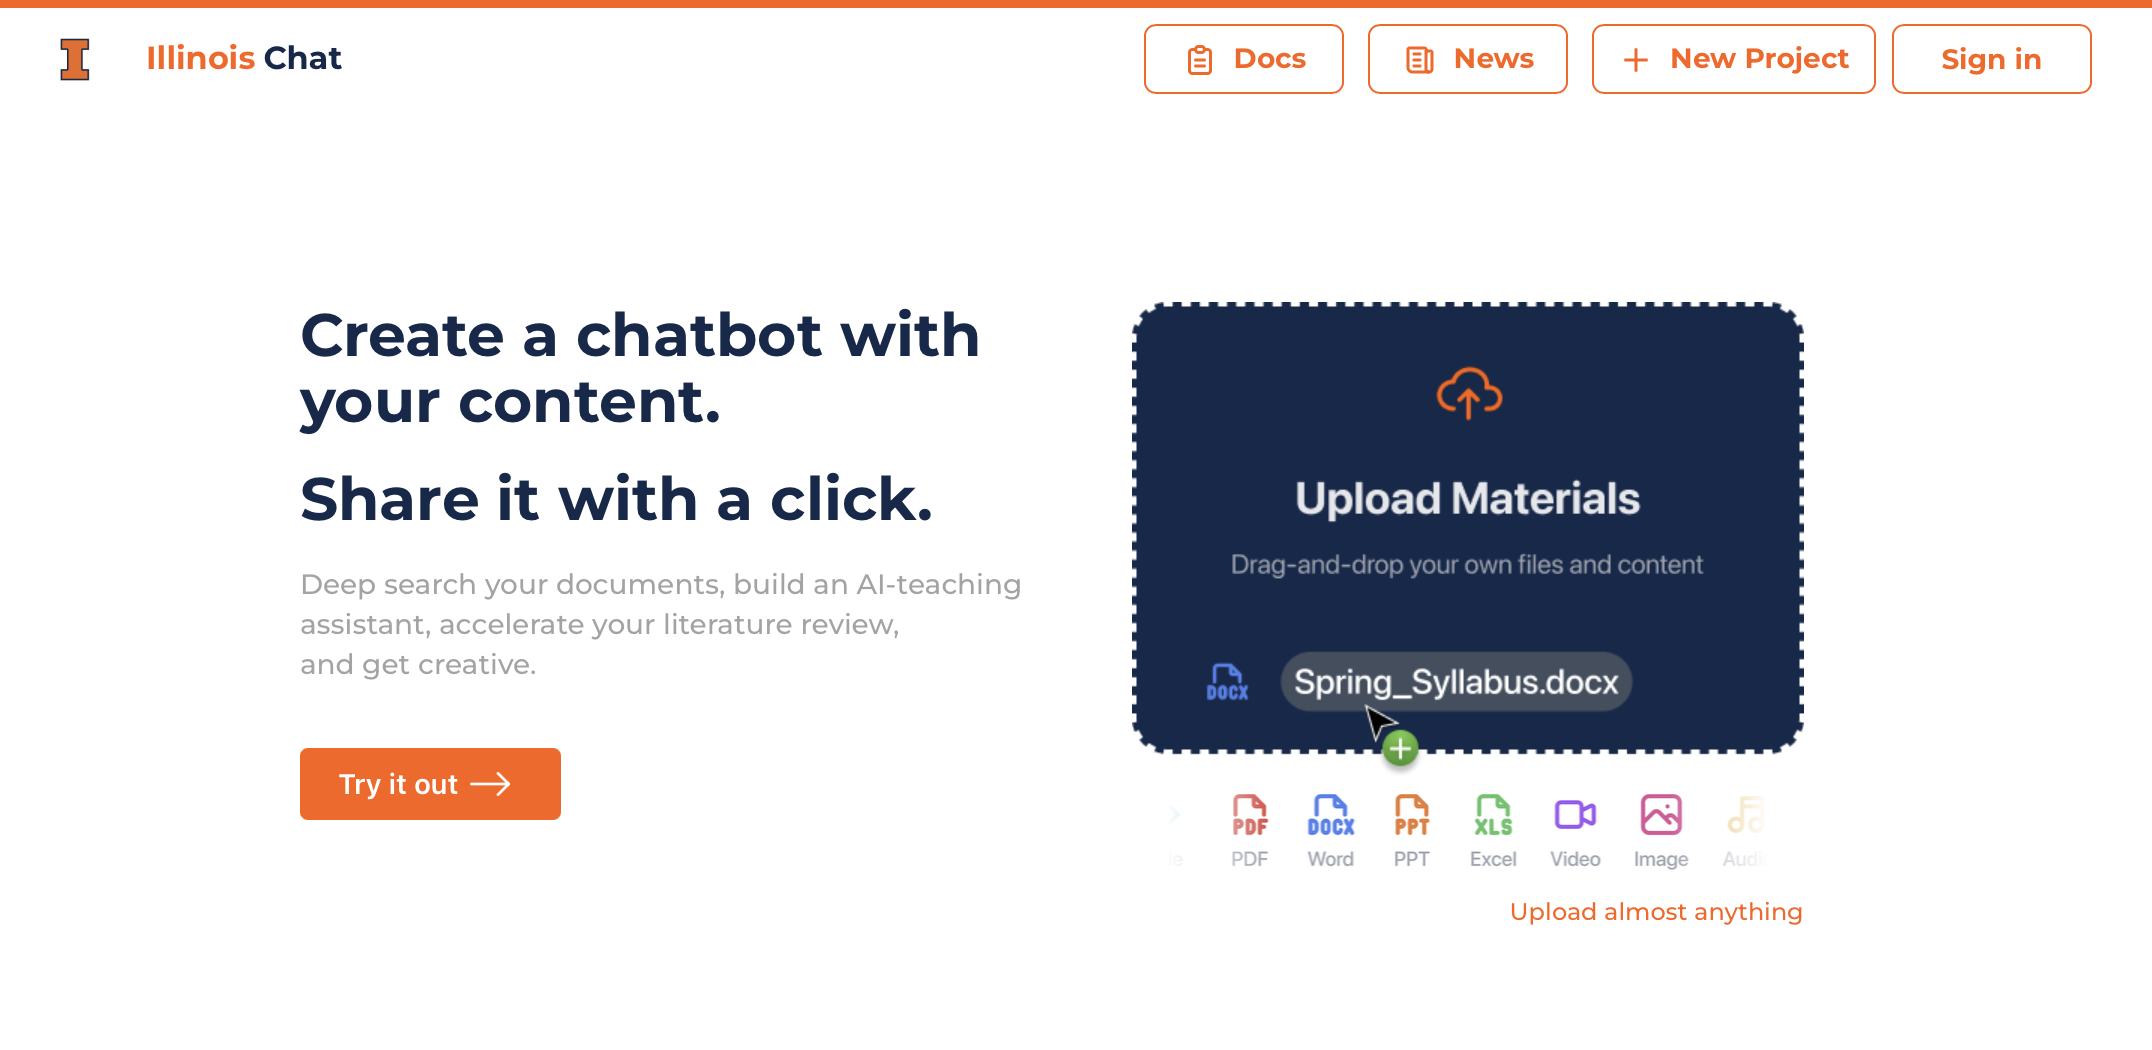 Illinois Chat
Docs
News
New Project
Sign in
Create a chatbot with
your content.
Share it with a click.
Deep search your documents, build an AI-teaching
assistant, accelerate your literature review,
and get creative.
Try it out
Upload Materials
Drag-and-drop your own files and content
DOCX
Spring_Syllabus.docx
PDF
DOCX
PPT
XLS
PDF
Word
PPT
Excel
Video
Image
Upload almost anything